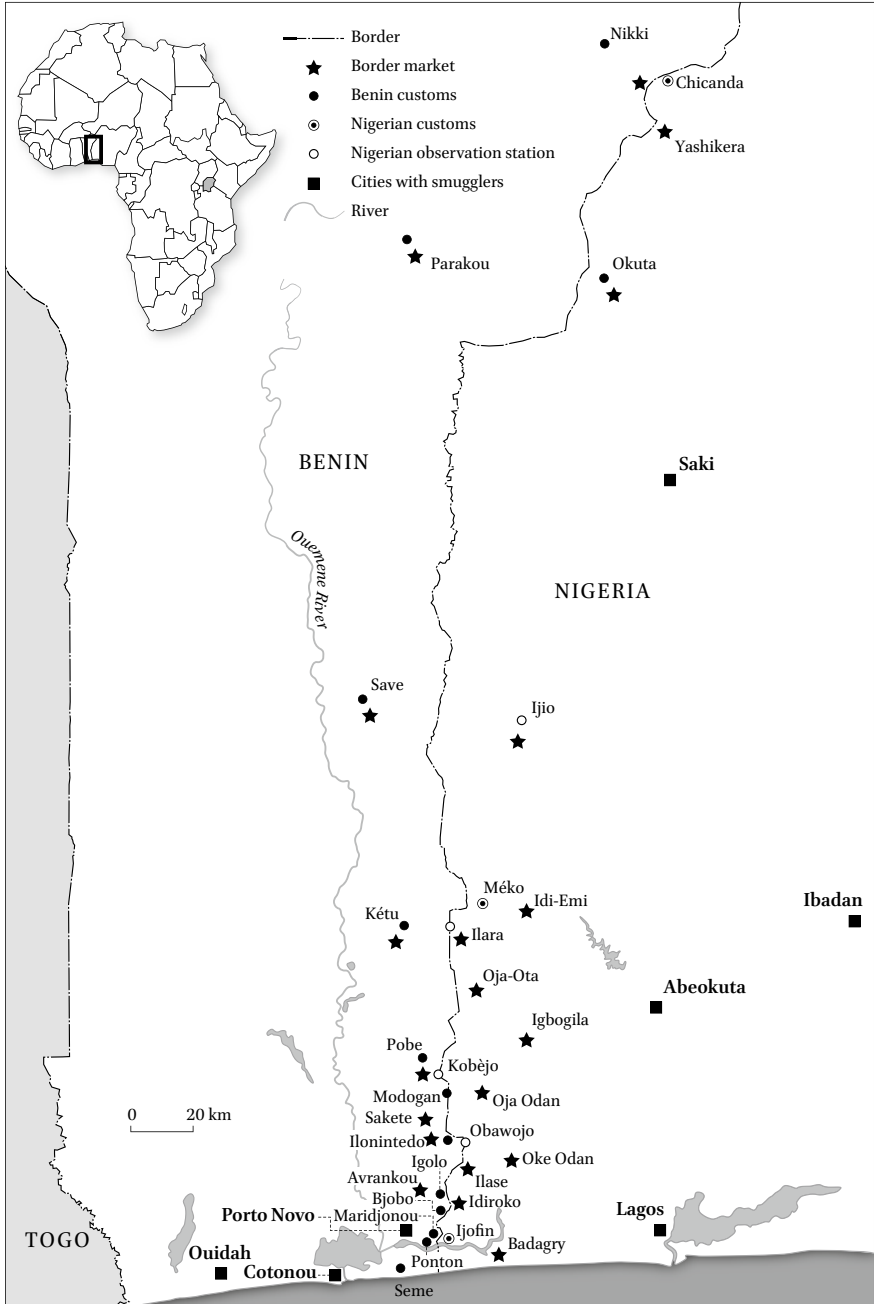 Border
Border market
Benin customs
Nigerian customs
Nigerian observation station
Cities with smugglers
River
Nikki
Chicanda
Yashikera
Parakou
Okuta
BENIN
Saki
Ouemene River
NIGERIA
Save
Ijio
Méko
Idi-Emi
Ibadan
Kétu
Ilara
Oja-Ota
Abeokuta
Igbogila
Pobe
Kobèjo
Modogan
Oja Odan
0 20 km
Sakete
Ilonintedo
Obawojo
Igolo
Oke Odan
Avrankou
Ilase
Bjobo
Idiroko
Porto Novo
Maridjonou
Lagos
TOGO
Ijofin
Ouidah
Badagry
Cotonou
Ponton
Seme